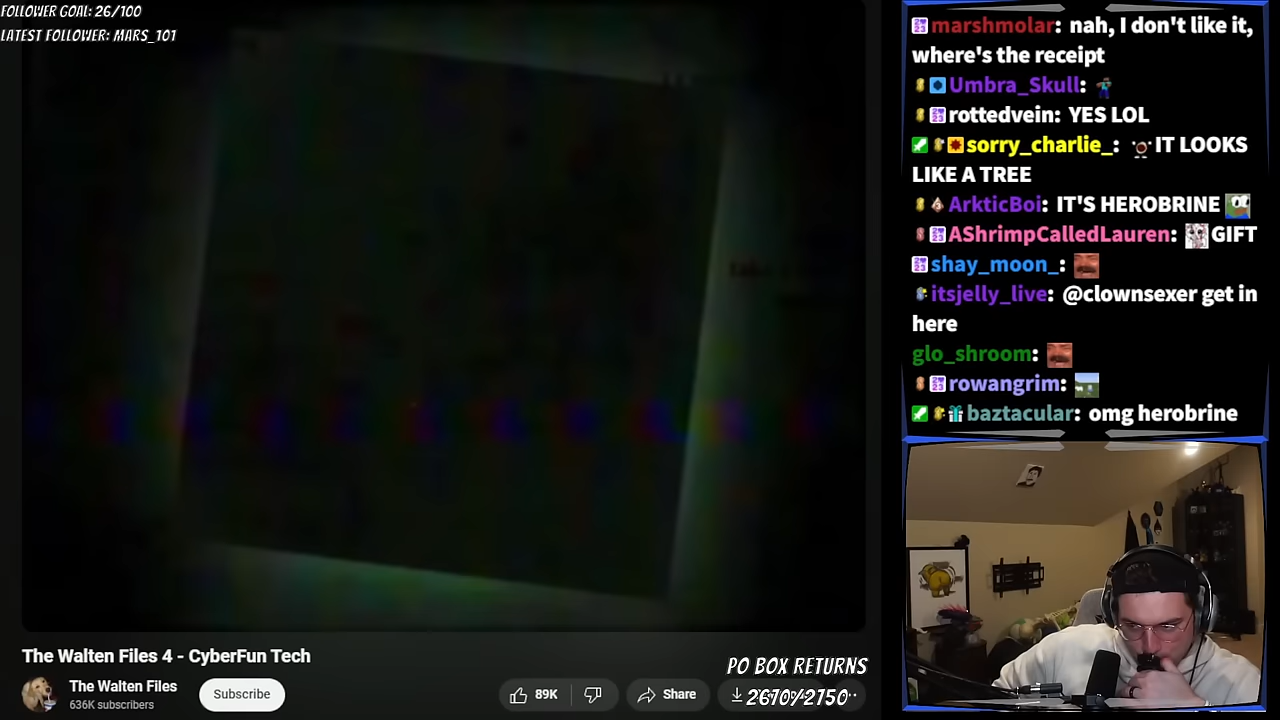 FOLLOWER GOAL: 26/100
LATEST FOLLOWER: MARS_101
marshmolar: nah, I don't like it,
where's the receipt
Umbra_Skull:
rottedvein: YES LOL
sorry_charlie_: IT LOOKS
LIKE A TREE
ArkticBoi: IT'S HEROBRINE
AShrimpCalledLauren: GIFT
shay_moon_:
itsjelly_live: @clownsexer get in
here
glo_shroom:
rowangrim:
baztacular: omg herobrine
The Walten Files 4 - CyberFun Tech
The Walten Files
636K subscribers
Subscribe
89K
Share
PO BOX RETURNS
2670/2750